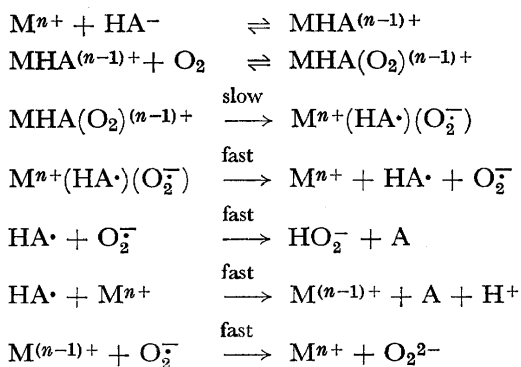 Mⁿ⁺ + HA⁻ ⇌ MHA⁽ⁿ⁻¹⁾⁺
MHA⁽ⁿ⁻¹⁾⁺ + O₂ ⇌ MHA(O₂)⁽ⁿ⁻¹⁾⁺
slow
MHA(O₂)⁽ⁿ⁻¹⁾⁺ ⟶ Mⁿ⁺(HA•)(O₂•⁻)
fast
Mⁿ⁺(HA•)(O₂•⁻) ⟶ Mⁿ⁺ + HA• + O₂•⁻
fast
HA• + O₂•⁻ ⟶ HO₂⁻ + A
fast
HA• + Mⁿ⁺ ⟶ M⁽ⁿ⁻¹⁾⁺ + A + H⁺
fast
M⁽ⁿ⁻¹⁾⁺ + O₂•⁻ ⟶ Mⁿ⁺ + O₂²⁻